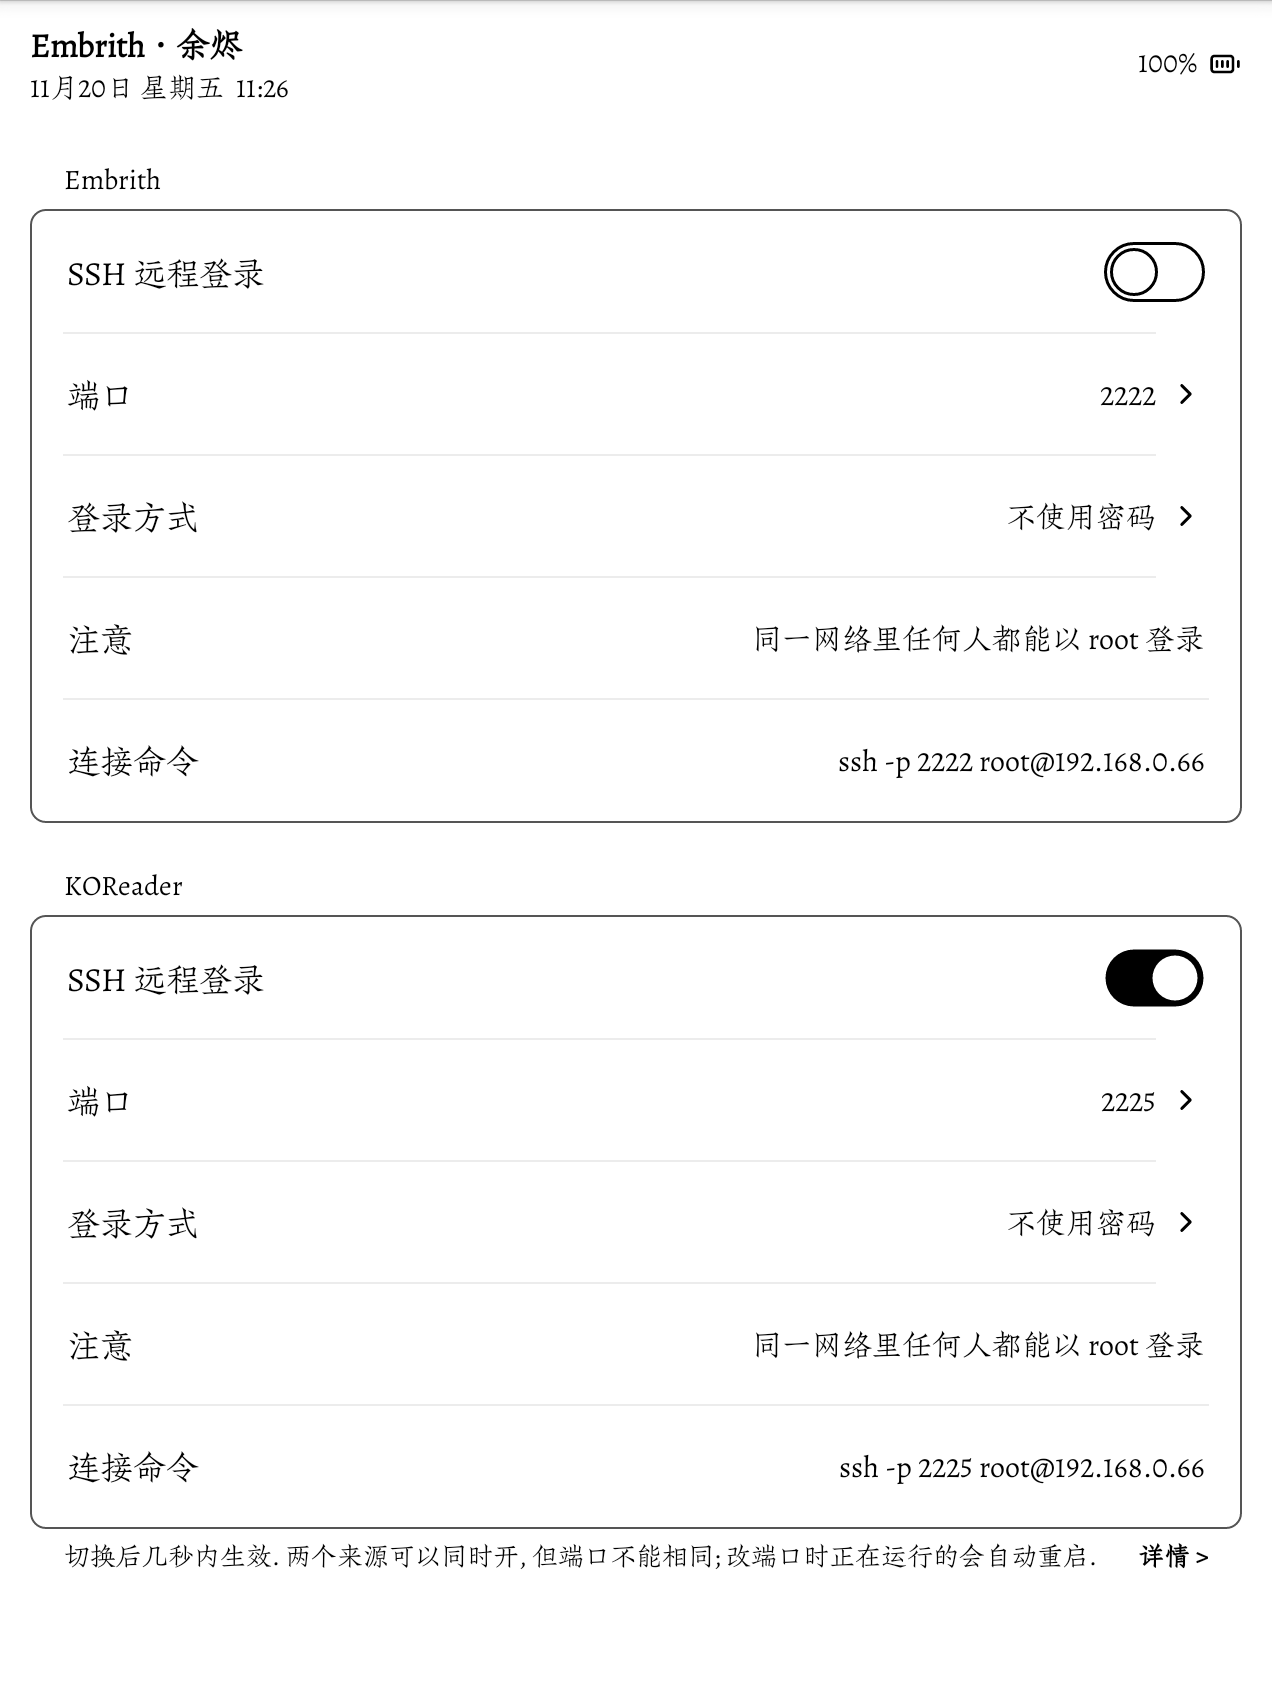 Embrith · 余烬
11月20日 星期五 11:26
100%
Embrith
SSH 远程登录
端口 2222
登录方式 不使用密码
注意 同一网络里任何人都能以 root 登录
连接命令 ssh -p 2222 root@192.168.0.66
KOReader
SSH 远程登录
端口 2225
登录方式 不使用密码
注意 同一网络里任何人都能以 root 登录
连接命令 ssh -p 2225 root@192.168.0.66
切换后几秒内生效. 两个来源可以同时开, 但端口不能相同; 改端口时正在运行的会自动重启. 详情 >